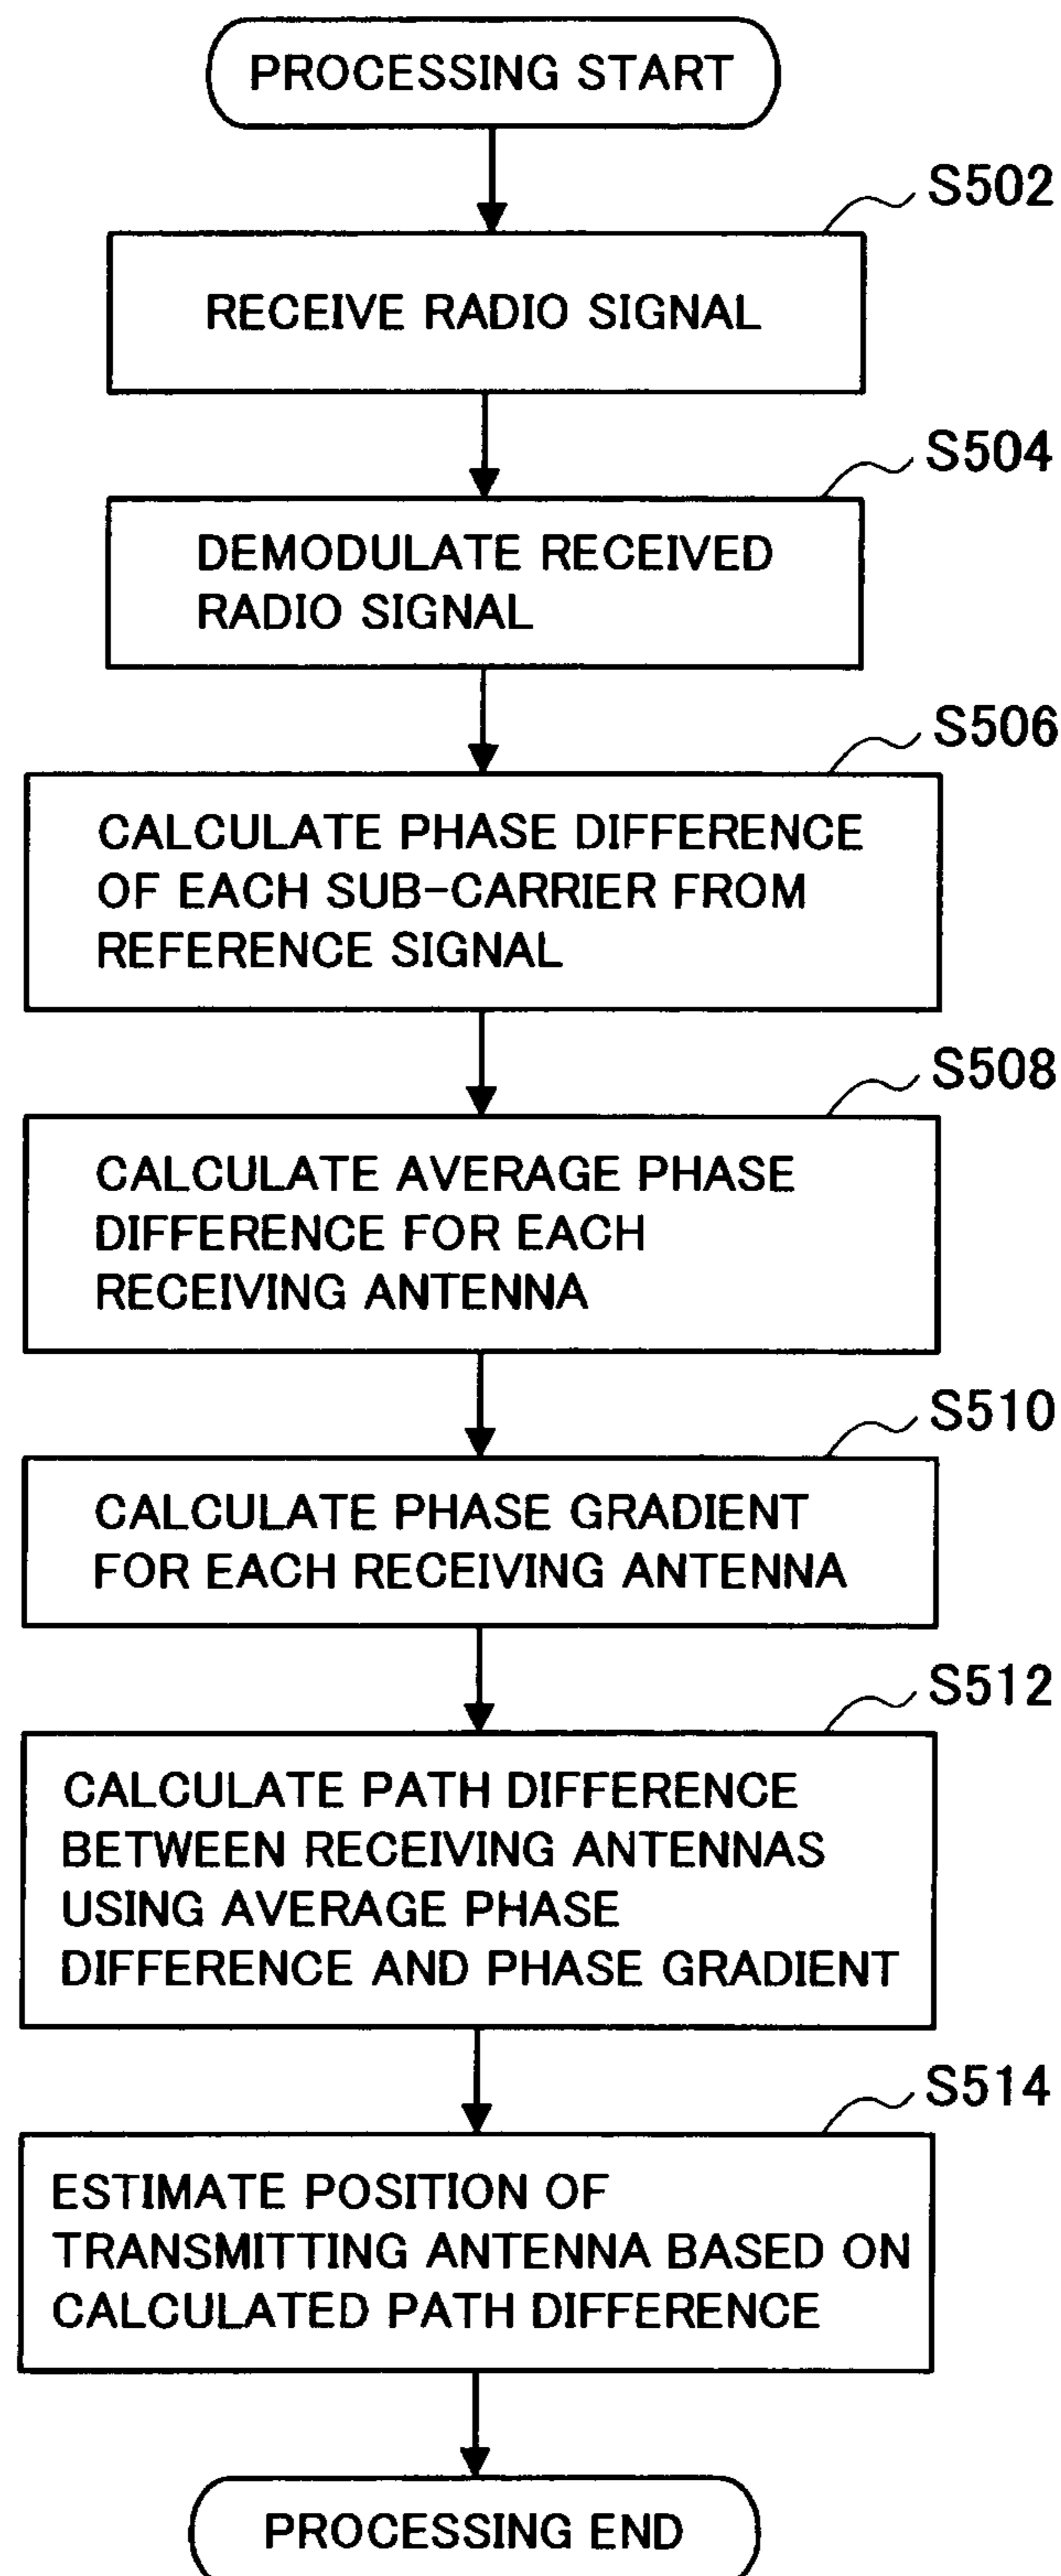 PROCESSING START
S502
RECEIVE RADIO SIGNAL
S504
DEMODULATE RECEIVED
RADIO SIGNAL
S506
CALCULATE PHASE DIFFERENCE
OF EACH SUB-CARRIER FROM
REFERENCE SIGNAL
S508
CALCULATE AVERAGE PHASE
DIFFERENCE FOR EACH
RECEIVING ANTENNA
S510
CALCULATE PHASE GRADIENT
FOR EACH RECEIVING ANTENNA
S512
CALCULATE PATH DIFFERENCE
BETWEEN RECEIVING ANTENNAS
USING AVERAGE PHASE
DIFFERENCE AND PHASE GRADIENT
S514
ESTIMATE POSITION OF
TRANSMITTING ANTENNA BASED ON
CALCULATED PATH DIFFERENCE
PROCESSING END